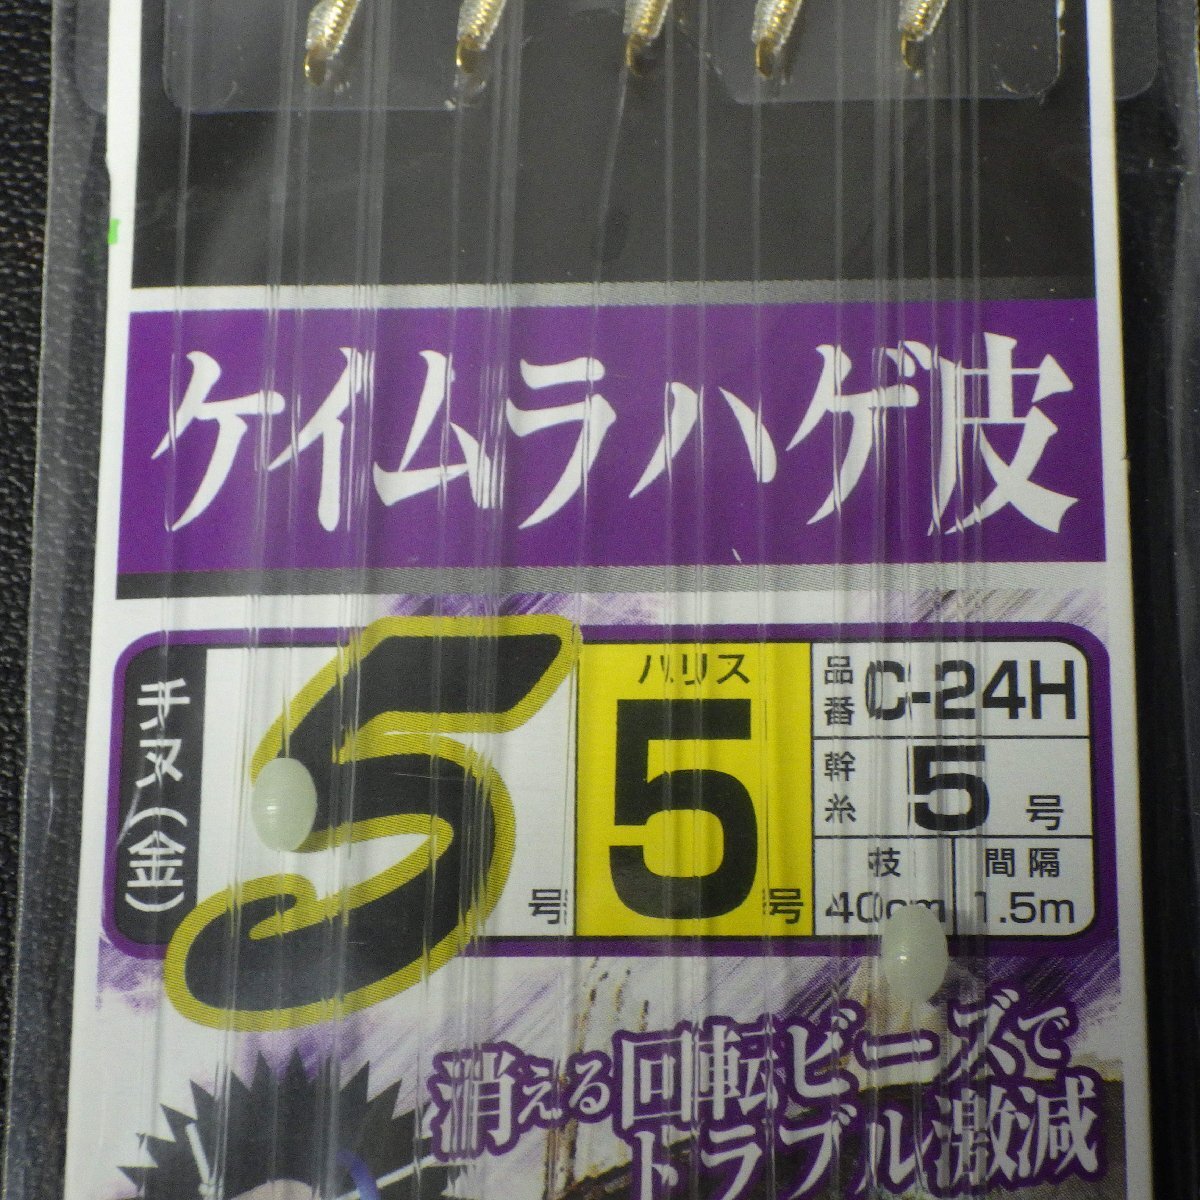 ケイムラハゲ皮
チヌ(金)
5号
ハリス
5号
品番 C-24H
幹糸 5号
枝 40cm
間隔 1.5m
消える回転ビーズで
トラブル激減